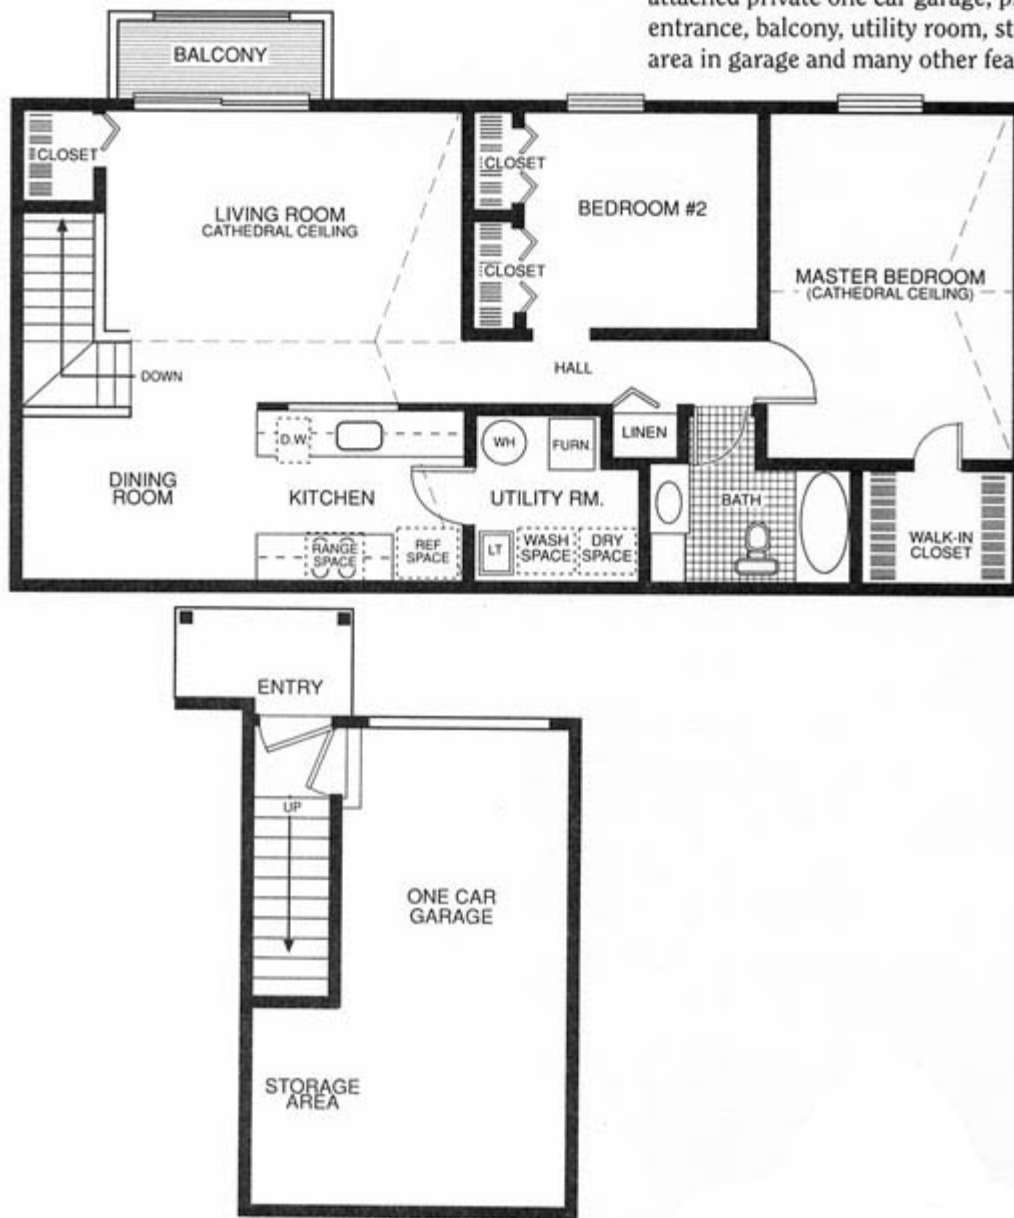 attached private one car garage, p
entrance, balcony, utility room, st
area in garage and many other fea
BALCONY
CLOSET
LIVING ROOM
CATHEDRAL CEILING
CLOSET
CLOSET
BEDROOM #2
MASTER BEDROOM
(CATHEDRAL CEILING)
DOWN
HALL
D.W.
WH
FURN.
LINEN
DINING
ROOM
KITCHEN
UTILITY RM.
BATH
RANGE
SPACE
REF
SPACE
LT
WASH
SPACE
DRY
SPACE
WALK-IN
CLOSET
ENTRY
UP
ONE CAR
GARAGE
STORAGE
AREA